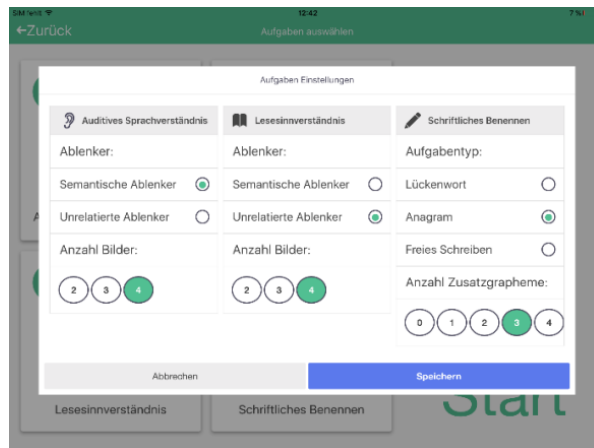 SIM fehlt 12:42 7 %
←Zurück Aufgaben auswählen
Aufgaben Einstellungen
Auditives Sprachverständnis
Ablenker:
Semantische Ablenker
Unrelatierte Ablenker
Anzahl Bilder:
2 3 4
Lesesinnverständnis
Ablenker:
Semantische Ablenker
Unrelatierte Ablenker
Anzahl Bilder:
2 3 4
Schriftliches Benennen
Aufgabentyp:
Lückenwort
Anagram
Freies Schreiben
Anzahl Zusatzgrapheme:
0 1 2 3 4
Abbrechen Speichern
A
Lesesinnverständnis Schriftliches Benennen Start